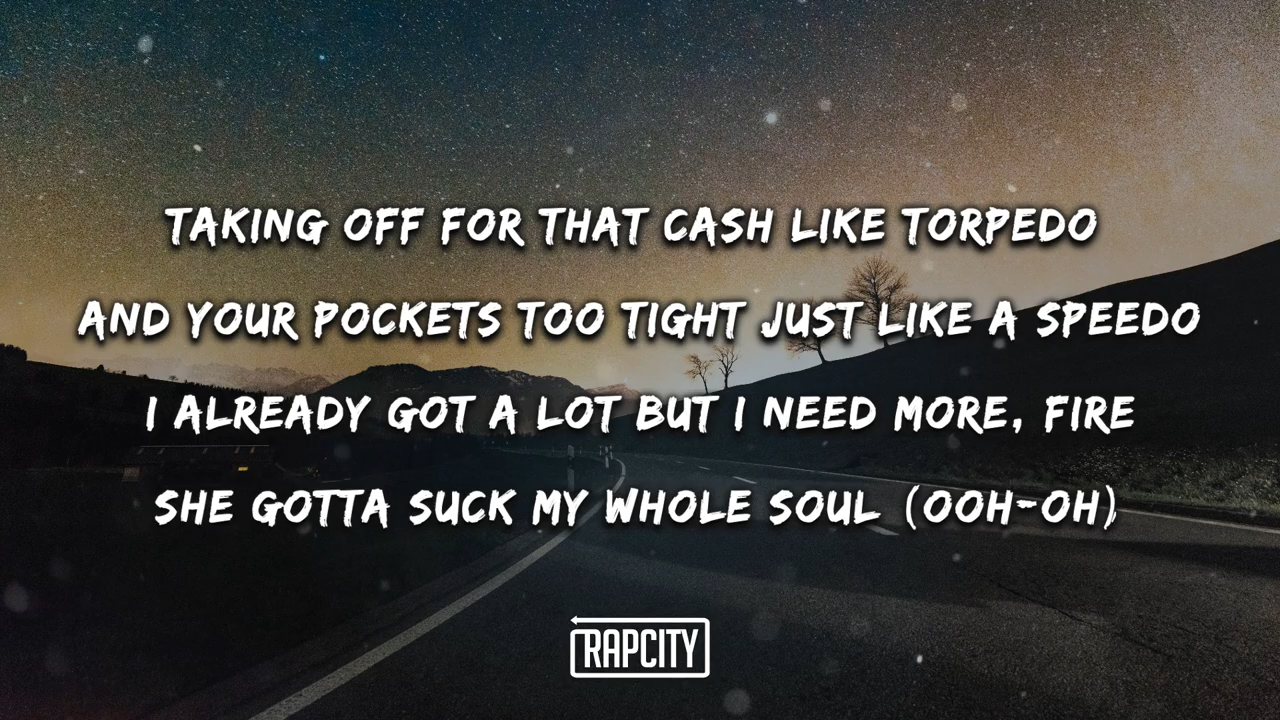 TAKING OFF FOR THAT CASH LIKE TORPEDO
AND YOUR POCKETS TOO TIGHT JUST LIKE A SPEEDO
I ALREADY GOT A LOT BUT I NEED MORE, FIRE
SHE GOTTA SUCK MY WHOLE SOUL (OOH-OH)
RAPCITY